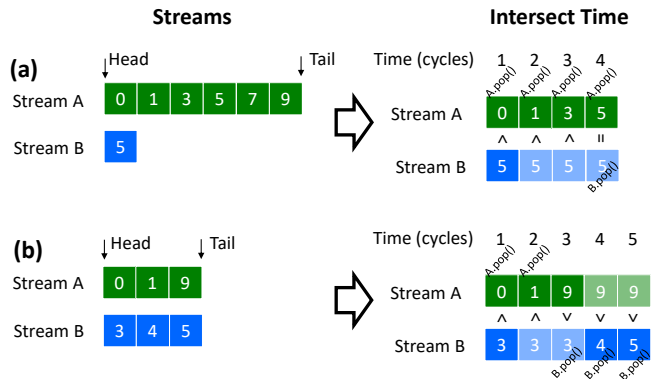 Streams
Intersect Time
(a)
Head
Tail
Stream A
0 1 3 5 7 9
Stream B
5
Time (cycles) 1 2 3 4
A.pop() A.pop() A.pop() A.pop()
Stream A 0 1 3 5
^ ^ ^ =
Stream B 5 5 5 5
B.pop()
(b)
Head
Tail
Stream A
0 1 9
Stream B
3 4 5
Time (cycles) 1 2 3 4 5
A.pop() A.pop()
Stream A 0 1 9 9 9
^ ^ v v v
Stream B 3 3 3 4 5
B.pop() B.pop() B.pop()